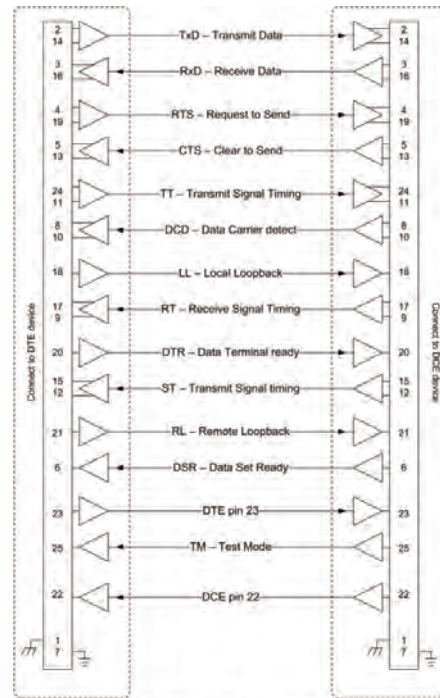 2 TxD – Transmit Data 2
14 14
3 RxD – Receive Data 3
16 16
4 RTS – Request to Send 4
19 19
5 CTS – Clear to Send 5
13 13
24 TT – Transmit Signal Timing 24
11 11
8 DCD – Data Carrier detect 8
10 10
18 LL – Local Loopback 18
17 RT – Receive Signal Timing 17
9 9
20 DTR – Data Terminal ready 20
15 ST – Transmit Signal timing 15
12 12
21 RL – Remote Loopback 21
6 DSR – Data Set Ready 6
23 DTE pin 23 23
25 TM – Test Mode 25
22 DCE pin 22 22
1 1
7 7
Connect to DTE device
Connect to DCE device